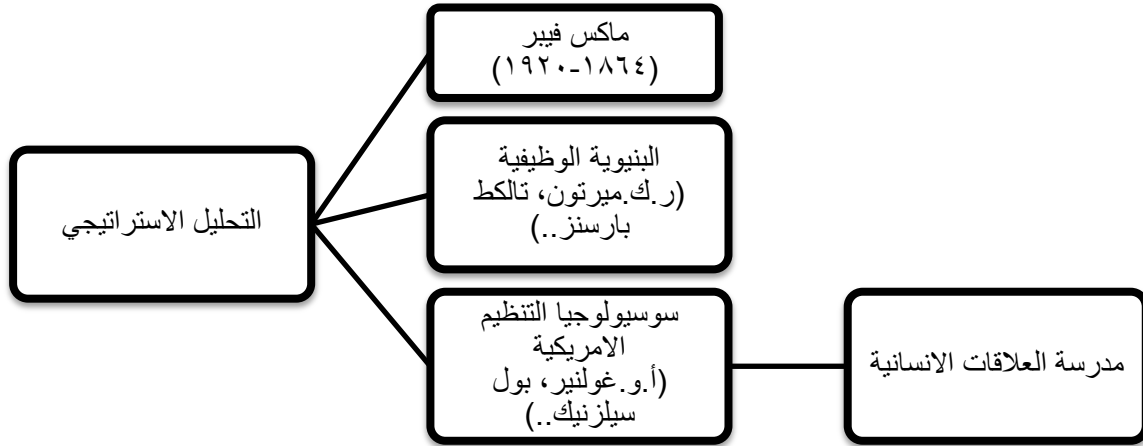 ماكس فيبر
(١٨٦٤-١٩٢٠)
البنيوية الوظيفية
(ر.ك.ميرتون، تالكط
بارسنز..)
التحليل الاستراتيجي
سوسيولوجيا التنظيم
الامريكية
(أ.و.غولنير، بول
سيلزنيك..)
مدرسة العلاقات الانسانية